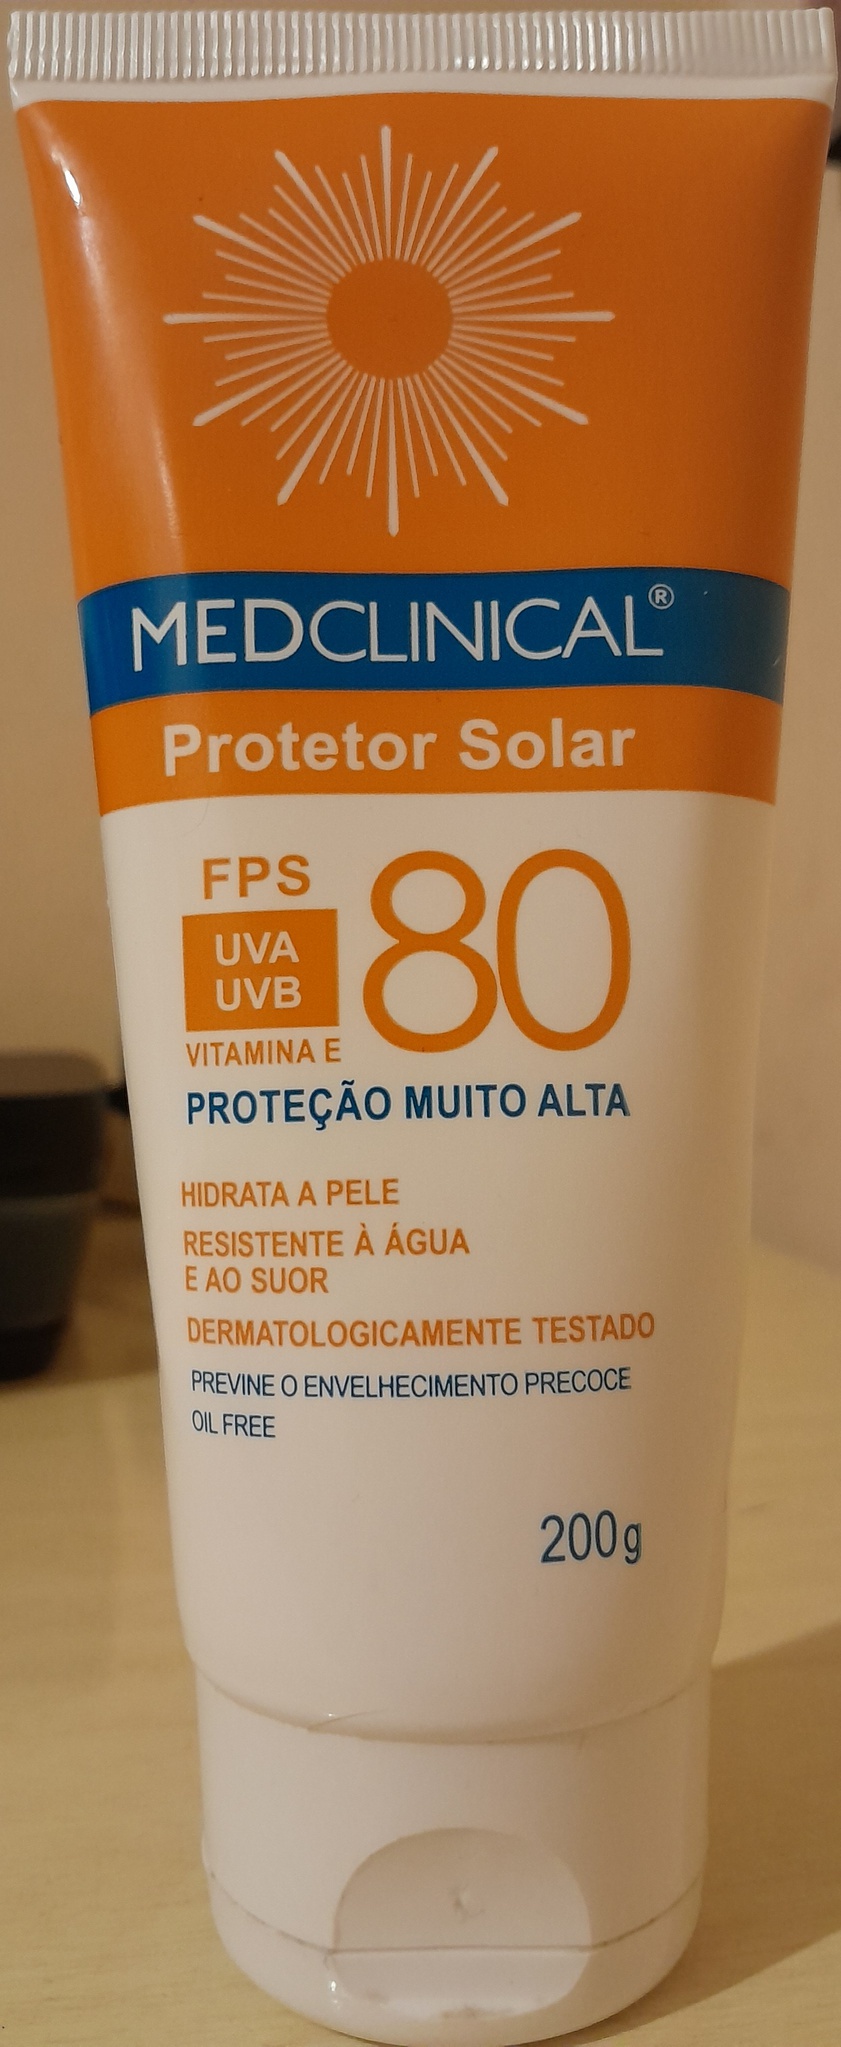 MEDCLINICAL®
Protetor Solar
FPS 80
UVA
UVB
VITAMINA E
PROTEÇÃO MUITO ALTA
HIDRATA A PELE
RESISTENTE À ÁGUA
E AO SUOR
DERMATOLOGICAMENTE TESTADO
PREVINE O ENVELHECIMENTO PRECOCE
OIL FREE
200g